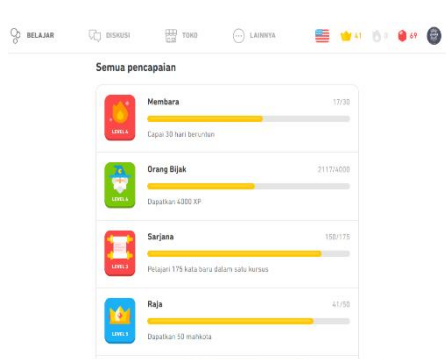 BELAJAR DISKUSI TOKO LAINNYA 41 0 69
Semua pencapaian
Membara 17/30
LEVEL 4
Capai 30 hari beruntun
Orang Bijak 2117/4000
LEVEL 6
Dapatkan 4000 XP
Sarjana 150/175
LEVEL 3
Pelajari 175 kata baru dalam satu kursus
Raja 41/50
LEVEL 5
Dapatkan 50 mahkota